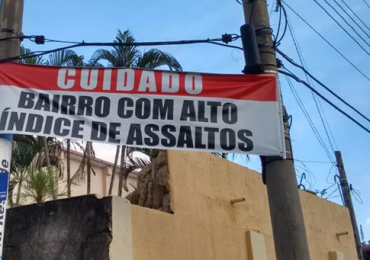 CUIDADO
BAIRRO COM ALTO
ÍNDICE DE ASSALTOS